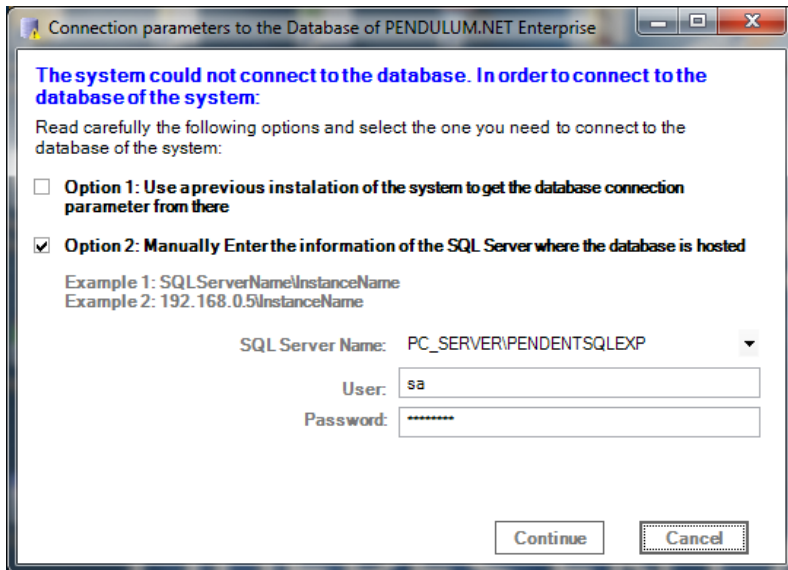 Connection parameters to the Database of PENDULUM.NET Enterprise
The system could not connect to the database. In order to connect to the
database of the system:
Read carefully the following options and select the one you need to connect to the
database of the system:
Option 1: Use a previous instalation of the system to get the database connection
parameter from there
Option 2: Manually Enter the information of the SQL Server where the database is hosted
Example 1: SQLServerName\InstanceName
Example 2: 192.168.0.5\InstanceName
SQL Server Name: PC_SERVER\PENDENTSQLEXP
User: sa
Password: ********
Continue Cancel